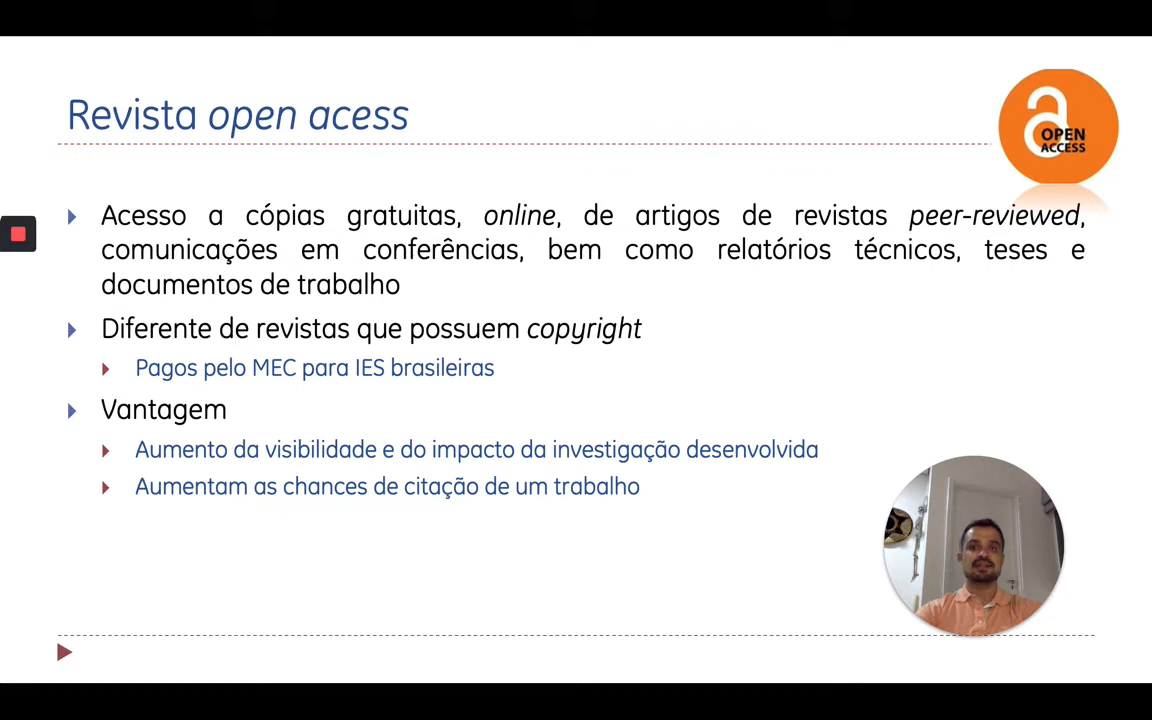 Revista open acess
OPEN
ACCESS
Acesso a cópias gratuitas, online, de artigos de revistas peer-reviewed,
comunicações em conferências, bem como relatórios técnicos, teses e
documentos de trabalho
Diferente de revistas que possuem copyright
Pagos pelo MEC para IES brasileiras
Vantagem
Aumento da visibilidade e do impacto da investigação desenvolvida
Aumentam as chances de citação de um trabalho